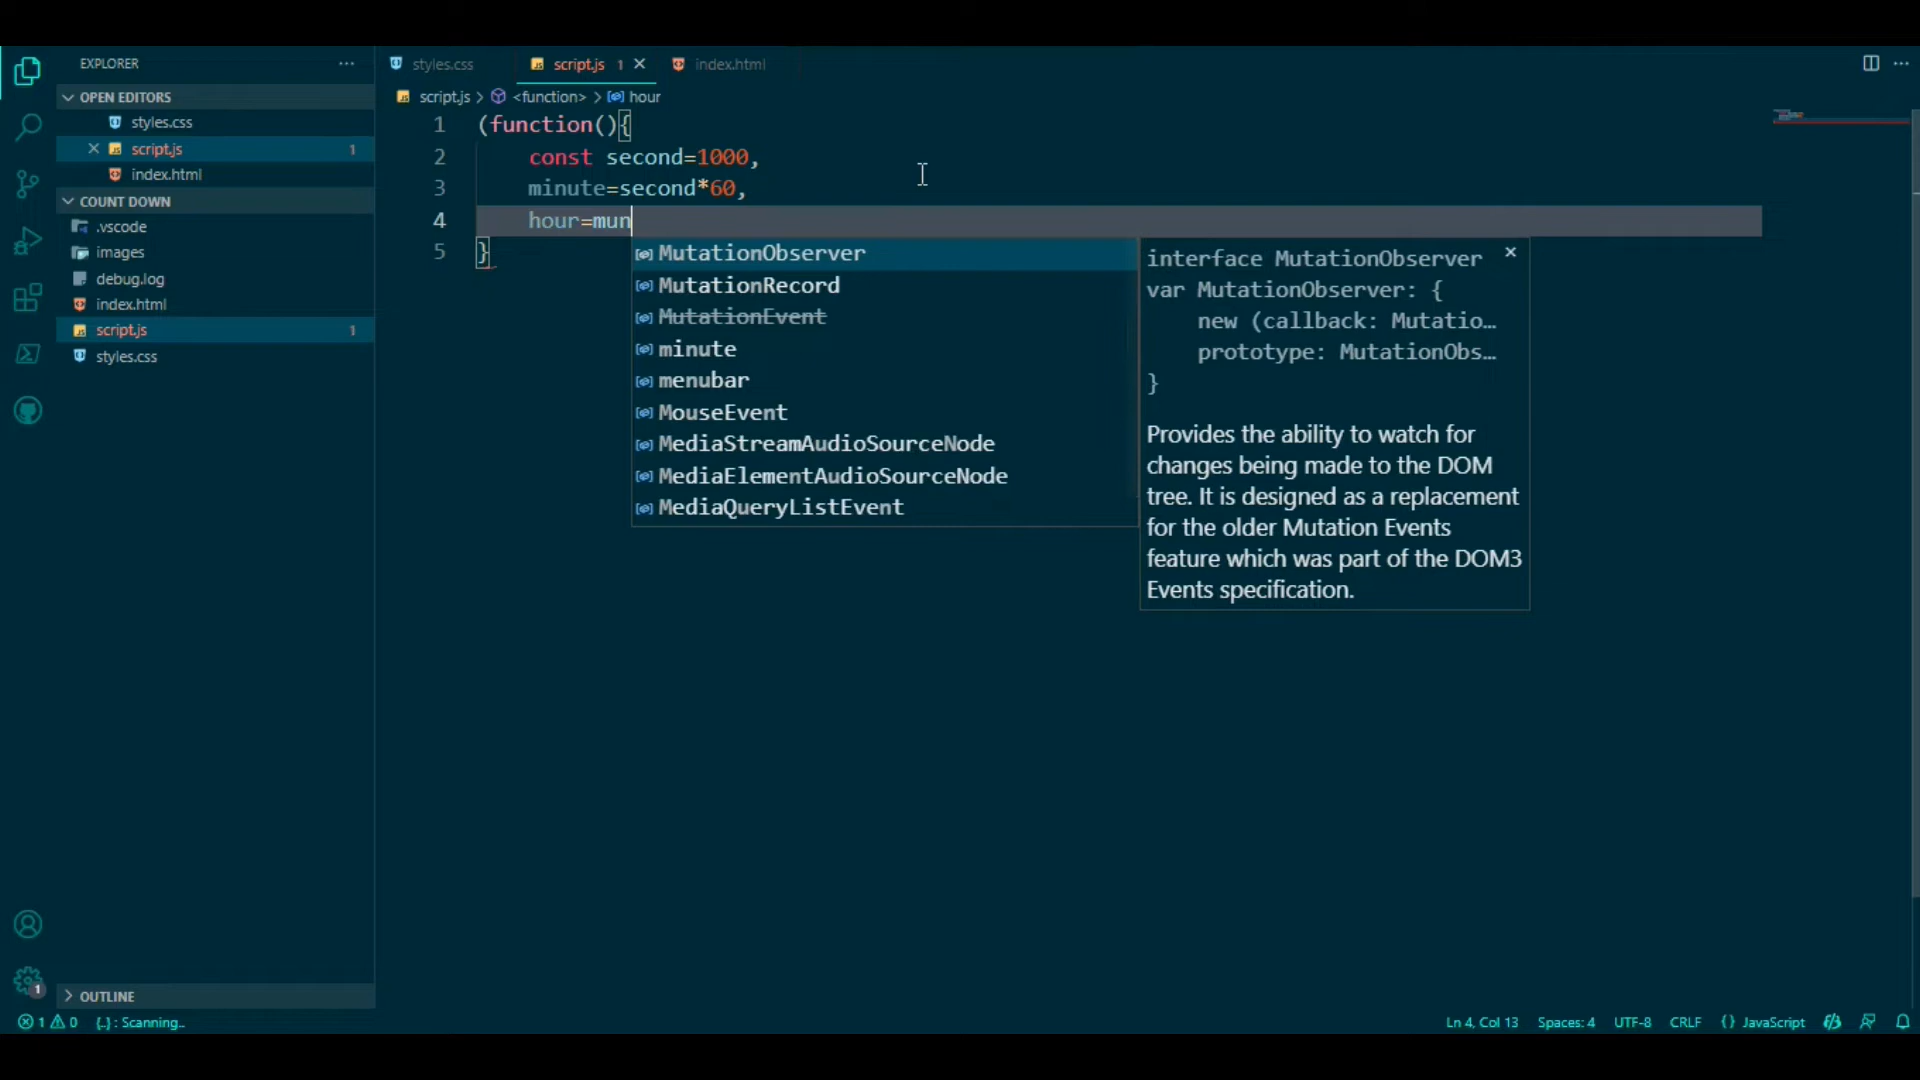 EXPLORER
OPEN EDITORS
styles.css
script.js 1
index.html
COUNT DOWN
.vscode
images
debug.log
index.html
script.js 1
styles.css
OUTLINE
styles.css script.js 1 index.html
script.js > <function> > hour
1 (function(){
2 const second=1000,
3 minute=second*60,
4 hour=mun
5 }
MutationObserver
MutationRecord
MutationEvent
minute
menubar
MouseEvent
MediaStreamAudioSourceNode
MediaElementAudioSourceNode
MediaQueryListEvent
interface MutationObserver
var MutationObserver: {
new (callback: Mutatio…
prototype: MutationObs…
}
Provides the ability to watch for
changes being made to the DOM
tree. It is designed as a replacement
for the older Mutation Events
feature which was part of the DOM3
Events specification.
1
1 0 {..} : Scanning.. Ln 4, Col 13 Spaces: 4 UTF-8 CRLF {} JavaScript